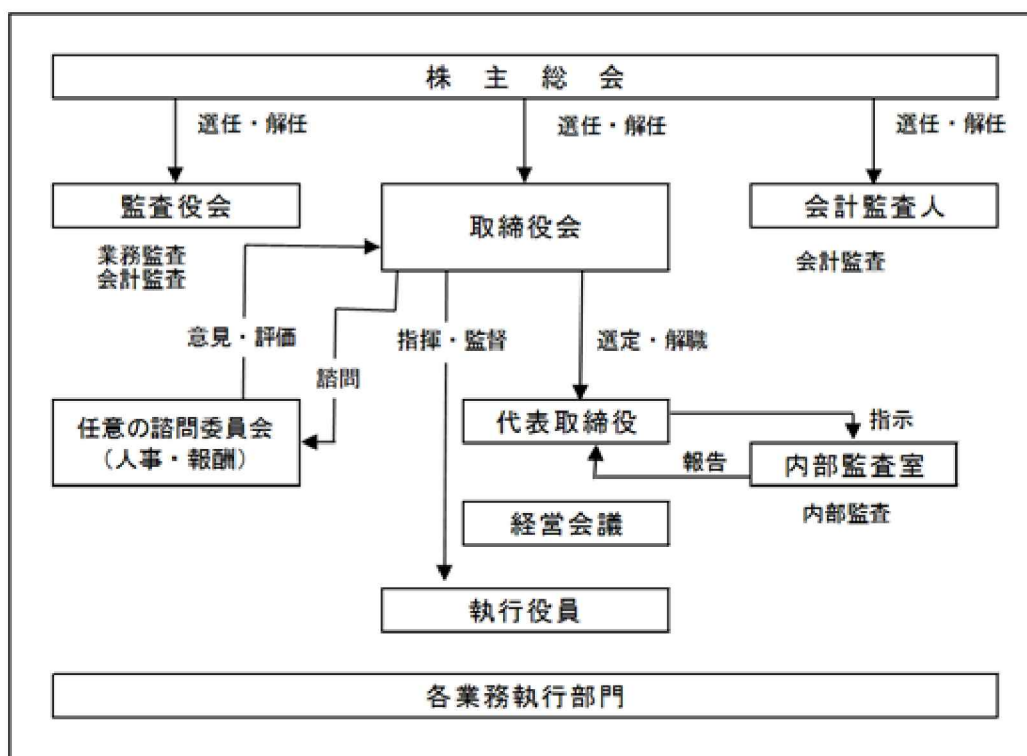 株主総会
選任・解任
選任・解任
選任・解任
監査役会
取締役会
会計監査人
業務監査
会計監査
会計監査
意見・評価
諮問
指揮・監督
選定・解職
任意の諮問委員会
（人事・報酬）
代表取締役
指示
報告
内部監査室
内部監査
経営会議
執行役員
各業務執行部門